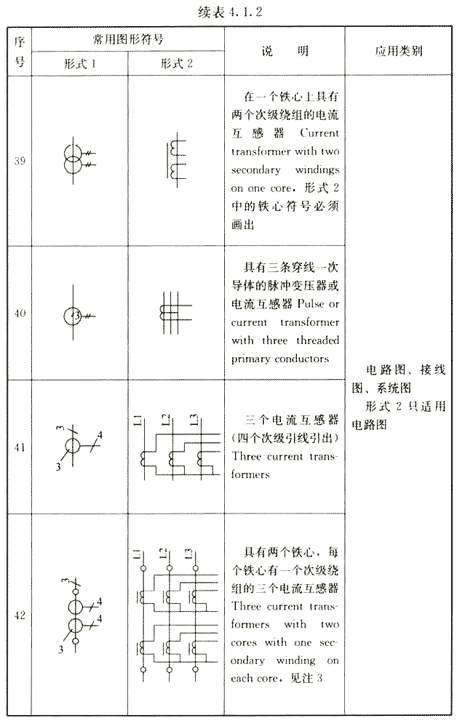 续表4.1.2
序号
常用图形符号
说 明
应用类别
形式1
形式2
39
在一个铁心上具有
两个次级绕组的电流
互感器 Current
transformer with two
secondary windings
on one core，形式2
中的铁心符号必须
画出
40
3
具有三条穿线一次
导体的脉冲变压器或
电流互感器 Pulse or
current transformer
with three threaded
primary conductors
电路图、接线
图、系统图
形式2只适用
电路图
41
3
4
3
L1
L2
L3
三个电流互感器
(四个次级引线引出)
Three current trans-
formers
42
3
4
4
3
L1
L2
L3
具有两个铁心，每
个铁心有一个次级绕
组的三个电流互感器
Three current trans-
formers with two
cores with one sec-
ondary winding on
each core，见注3